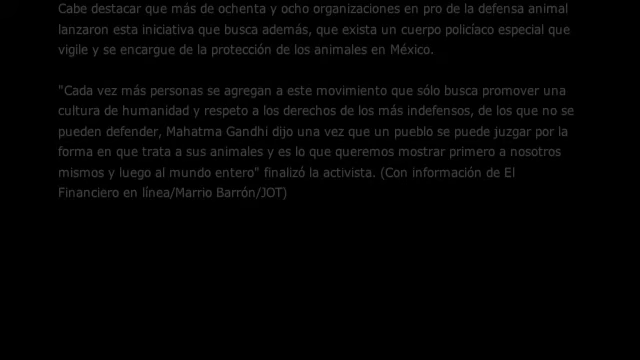 Cabe destacar que más de ochenta y ocho organizaciones en pro de la defensa animal
lanzaron esta iniciativa que busca además, que exista un cuerpo policíaco especial que
vigile y se encargue de la protección de los animales en México.
"Cada vez más personas se agregan a este movimiento que sólo busca promover una
cultura de humanidad y respeto a los derechos de los más indefensos, de los que no se
pueden defender, Mahatma Gandhi dijo una vez que un pueblo se puede juzgar por la
forma en que trata a sus animales y es lo que queremos mostrar primero a nosotros
mismos y luego al mundo entero" finalizó la activista. (Con información de El
Financiero en línea/Marrio Barrón/JOT)